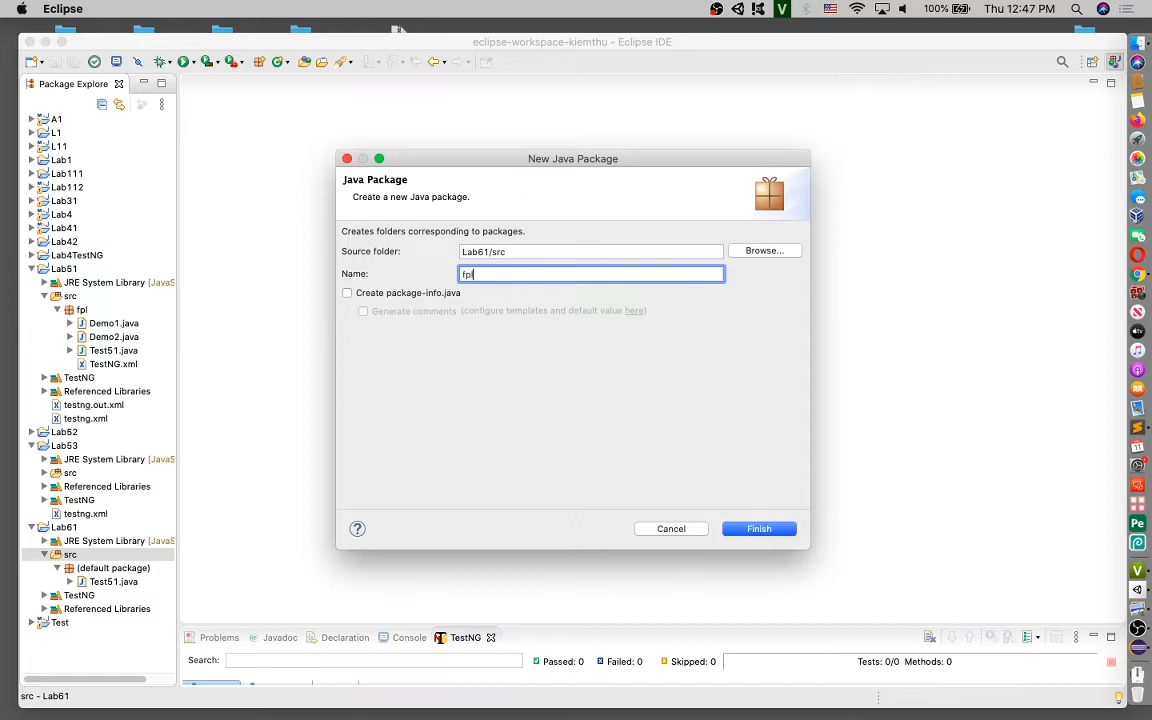 Eclipse
V
100%
Thu 12:47 PM
eclipse-workspace-kiemthu - Eclipse IDE
Package Explore
A1
L1
L11
Lab1
Lab111
Lab112
Lab31
Lab4
Lab41
Lab42
Lab4TestNG
Lab51
JRE System Library [JavaS
src
fpl
Demo1.java
Demo2.java
Test51.java
TestNG.xml
TestNG
Referenced Libraries
testng.out.xml
testng.xml
Lab52
Lab53
JRE System Library [JavaS
src
Referenced Libraries
TestNG
testng.xml
Lab61
JRE System Library [JavaS
src
(default package)
Test51.java
TestNG
Referenced Libraries
Test
New Java Package
Java Package
Create a new Java package.
Creates folders corresponding to packages.
Source folder:
Lab61/src
Browse...
Name:
fpl
Create package-info.java
Generate comments (configure templates and default value here)
?
Cancel
Finish
Problems
@ Javadoc
Declaration
Console
TestNG
Search:
Passed: 0
Failed: 0
Skipped: 0
Tests: 0/0 Methods: 0
src - Lab61
Pe
V